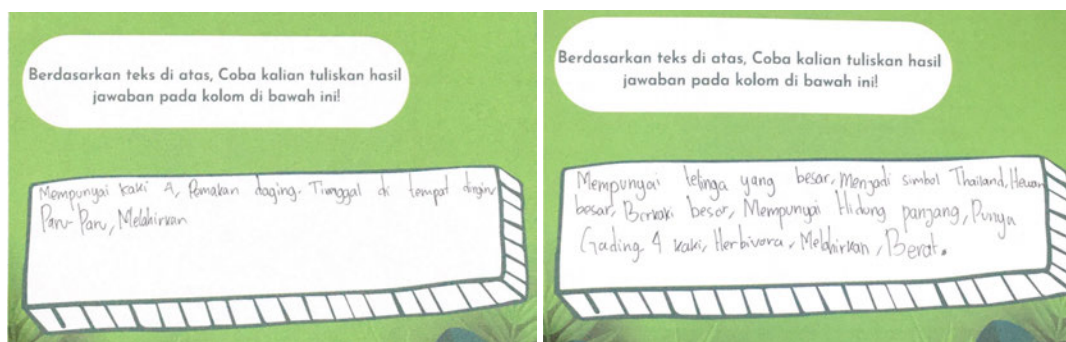 Berdasarkan teks di atas, Coba kalian tuliskan hasil
jawaban pada kolom di bawah ini!
Mempunyai kaki 4, Pemakan daging. Tinggal di tempat dingin
Paru-Paru, Melahirkan
Berdasarkan teks di atas, Coba kalian tuliskan hasil
jawaban pada kolom di bawah ini!
Mempunyai telinga yang besar, Menjadi simbol Thailand, Hewan
besar, Berkaki besar, Mempunyai Hidung panjang, Punya
Gading. 4 kaki, Herbivora, Melahirkan, Berat.